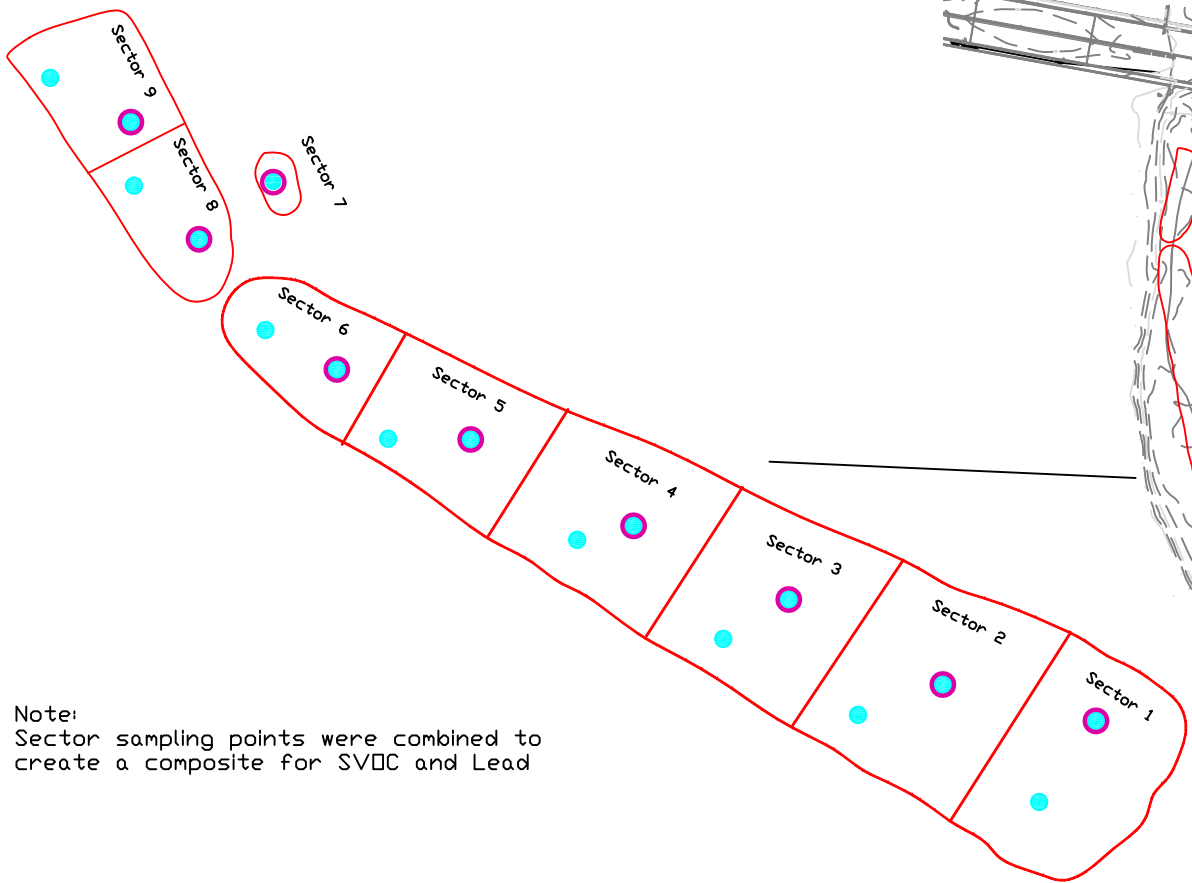 Sector 9
Sector 8
Sector 7
Sector 6
Sector 5
Sector 4
Sector 3
Sector 2
Sector 1
Note:
Sector sampling points were combined to
create a composite for SV▯C and Lead